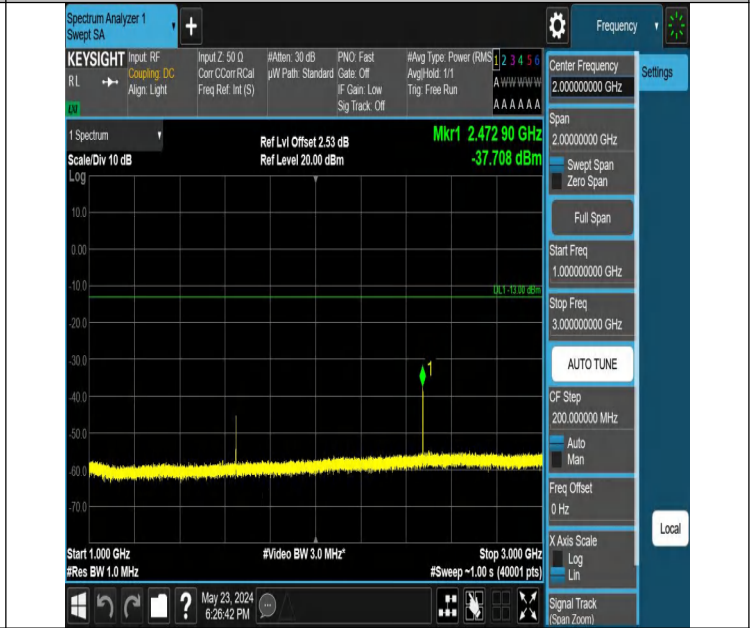 Spectrum Analyzer 1
Swept SA
Frequency
KEYSIGHT
RL
LXI
Input: RF
Coupling: DC
Align: Light
Input Z: 50 Ω
Corr CCorr RCal
Freq Ref: Int (S)
#Atten: 30 dB
µW Path: Standard
PNO: Fast
Gate: Off
IF Gain: Low
Sig Track: Off
#Avg Type: Power (RMS
Avg|Hold: 1/1
Trig: Free Run
1 2 3 4 5 6
A W W W W W
A A A A A A
1 Spectrum
Scale/Div 10 dB
Ref Lvl Offset 2.53 dB
Ref Level 20.00 dBm
Mkr1 2.472 90 GHz
-37.708 dBm
Log
10.0
0.00
-10.0
DL1 -13.00 dBm
-20.0
-30.0
1
-40.0
-50.0
-60.0
-70.0
Start 1.000 GHz
#Res BW 1.0 MHz
#Video BW 3.0 MHz*
Stop 3.000 GHz
#Sweep ~1.00 s (40001 pts)
?
May 23, 2024
6:26:42 PM
Center Frequency
2.000000000 GHz
Settings
Span
2.00000000 GHz
Swept Span
Zero Span
Full Span
Start Freq
1.000000000 GHz
Stop Freq
3.000000000 GHz
AUTO TUNE
CF Step
200.000000 MHz
Auto
Man
Freq Offset
0 Hz
X Axis Scale
Log
Lin
Local
Signal Track
(Span Zoom)